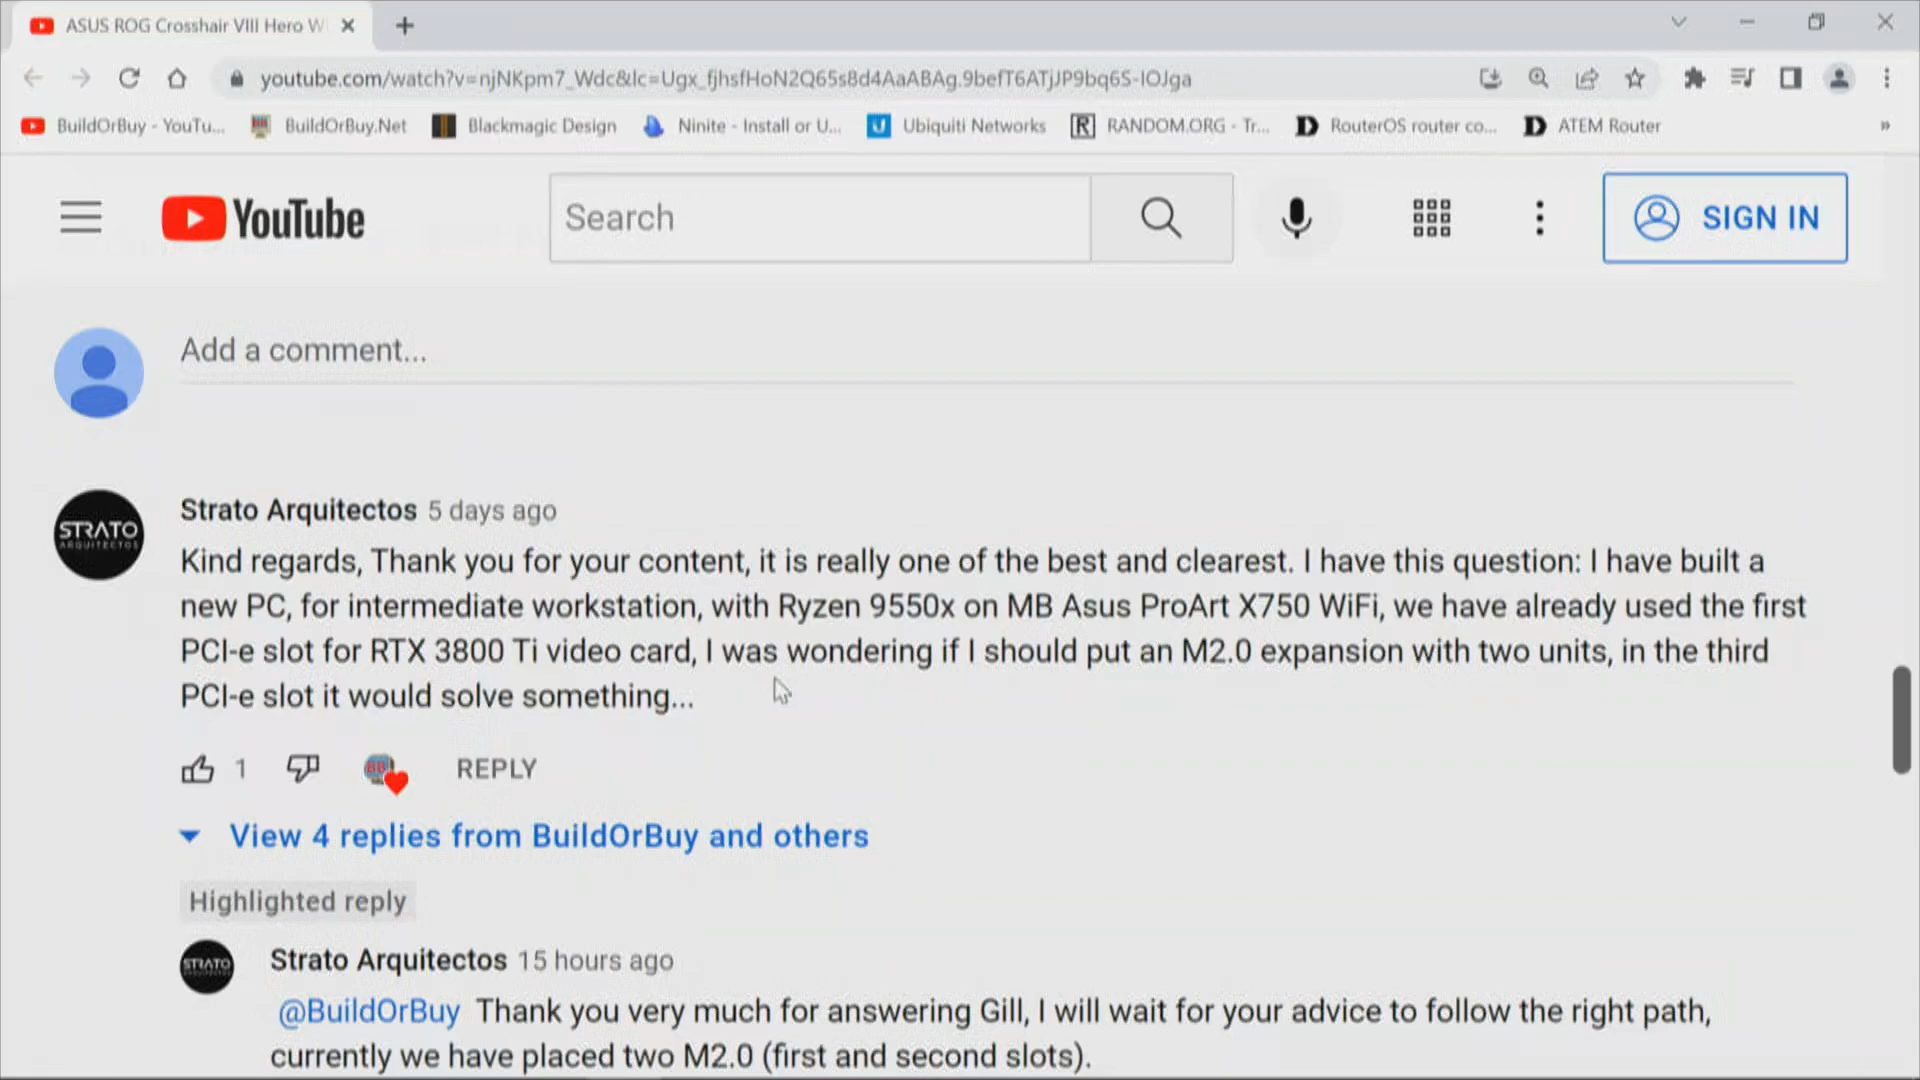 ASUS ROG Crosshair VIII Hero W
youtube.com/watch?v=njNKpm7_Wdc&lc=Ugx_fjhsfHoN2Q65s8d4AaABAg.9befT6ATjJP9bq6S-IOJga
BuildOrBuy - YouTu... BuildOrBuy.Net Blackmagic Design Ninite - Install or U... U Ubiquiti Networks R RANDOM.ORG - Tr... D RouterOS router co... D ATEM Router »
YouTube Search SIGN IN
Add a comment...
STRATO
ARQUITECTOS
Strato Arquitectos 5 days ago
Kind regards, Thank you for your content, it is really one of the best and clearest. I have this question: I have built a
new PC, for intermediate workstation, with Ryzen 9550x on MB Asus ProArt X750 WiFi, we have already used the first
PCI-e slot for RTX 3800 Ti video card, I was wondering if I should put an M2.0 expansion with two units, in the third
PCI-e slot it would solve something...
1 BB REPLY
View 4 replies from BuildOrBuy and others
Highlighted reply
STRATO
Strato Arquitectos 15 hours ago
@BuildOrBuy Thank you very much for answering Gill, I will wait for your advice to follow the right path,
currently we have placed two M2.0 (first and second slots).